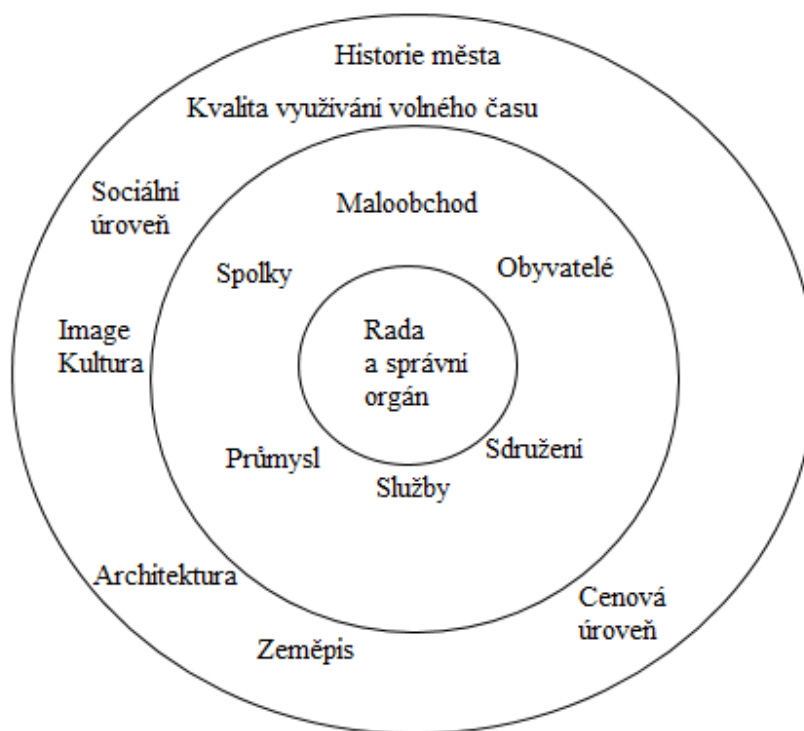 Historie města
Kvalita využívání volného času
Sociální
úroveň
Maloobchod
Spolky
Obyvatelé
Image
Kultura
Rada
a správní
orgán
Průmysl
Sdružení
Služby
Architektura
Cenová
úroveň
Zeměpis